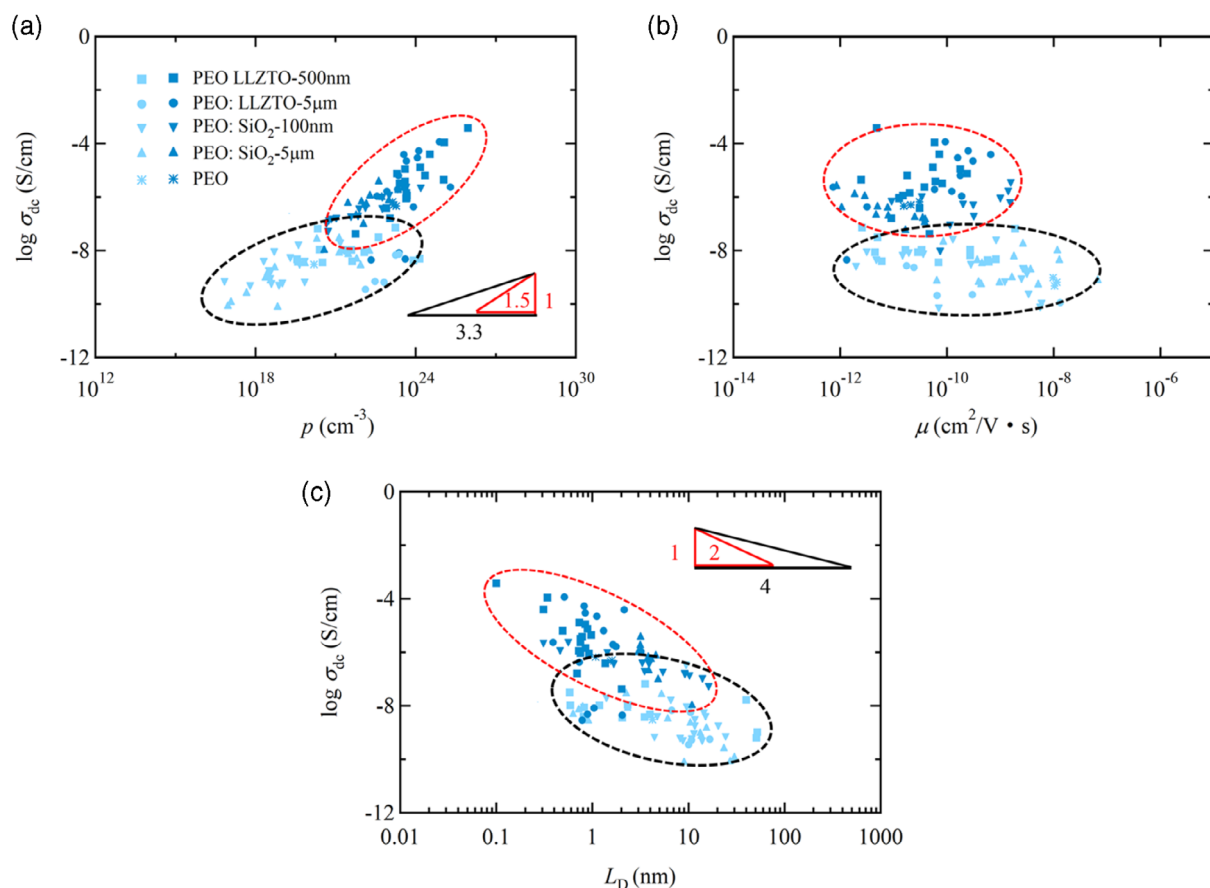 (a)
0
-4
-8
-12
log σdc (S/cm)
PEO LLZTO-500nm
PEO: LLZTO-5μm
PEO: SiO2-100nm
PEO: SiO2-5μm
PEO
1.5
1
3.3
10^12
10^18
10^24
10^30
p (cm^-3)
(b)
0
-4
-8
-12
log σdc (S/cm)
10^-14
10^-12
10^-10
10^-8
10^-6
μ (cm^2/V • s)
(c)
0
-4
-8
-12
log σdc (S/cm)
1
2
4
0.01
0.1
1
10
100
1000
LD (nm)